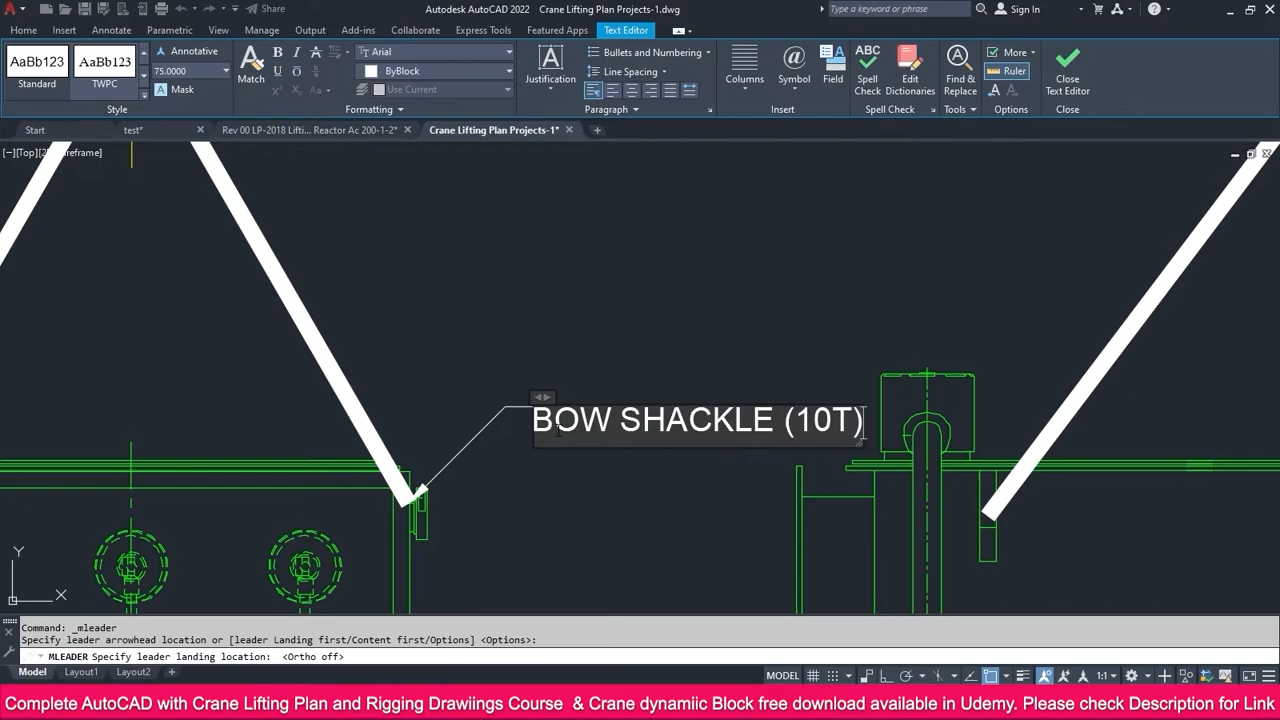 Share
Autodesk AutoCAD 2022 Crane Lifting Plan Projects-1.dwg
Type a keyword or phrase
Sign In
Home Insert Annotate Parametric View Manage Output Add-ins Collaborate Express Tools Featured Apps Text Editor
AaBb123 Standard
AaBb123 TWPC
Annotative
75.0000
Mask
Style
Match
B I A
U O
Arial
ByBlock
Use Current
Formatting
Justification
Bullets and Numbering
Line Spacing
Paragraph
Columns
Symbol
Field
Insert
ABC
Spell Check
Edit Dictionaries
Spell Check
Find & Replace
Tools
More
Ruler
Options
Close Text Editor
Close
Start test* Rev 00 LP-2018 Lifti... Reactor Ac 200-1-2* Crane Lifting Plan Projects-1*
[−][Top][2 eframe]
BOW SHACKLE (10T)
Y
X
Command: _mleader
Specify leader arrowhead location or [leader Landing first/Content first/Options] <Options>:
MLEADER Specify leader landing location: <Ortho off>
Model Layout1 Layout2
MODEL 1:1
Complete AutoCAD with Crane Lifting Plan and Rigging Drawiings Course & Crane dynamiic Block free download available in Udemy. Please check Description for Link